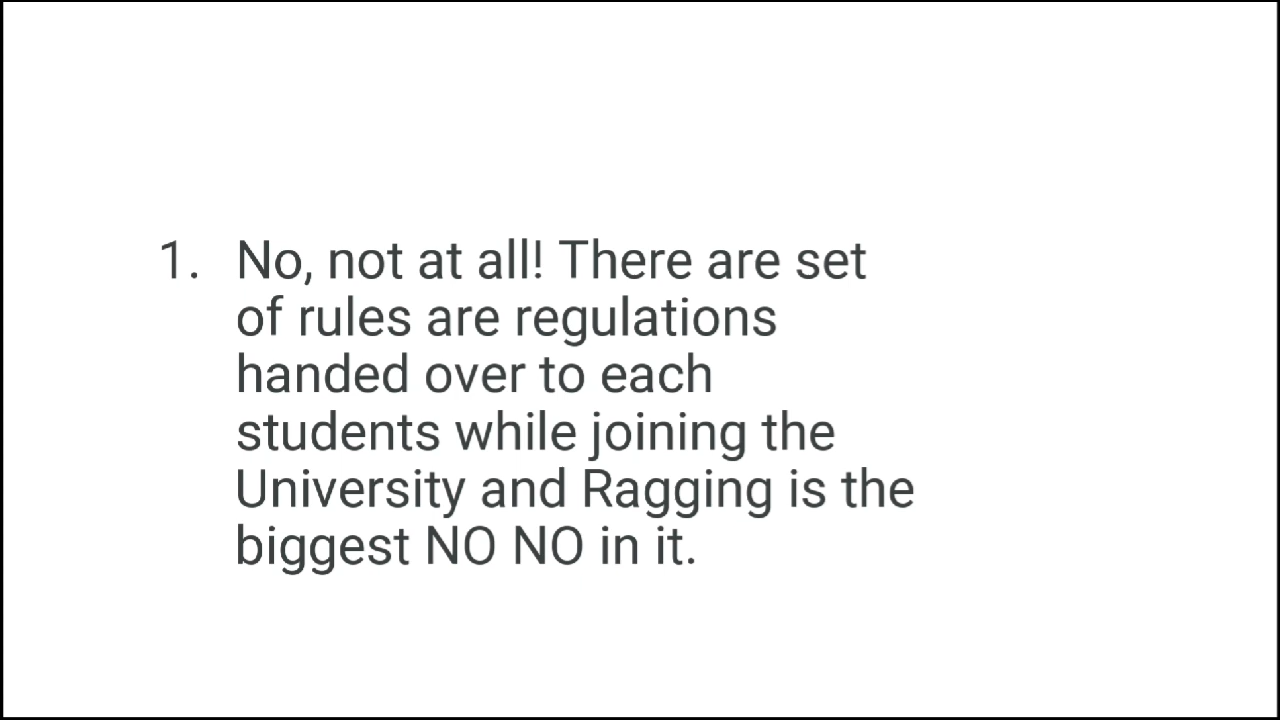 1. No, not at all! There are set
of rules are regulations
handed over to each
students while joining the
University and Ragging is the
biggest NO NO in it.